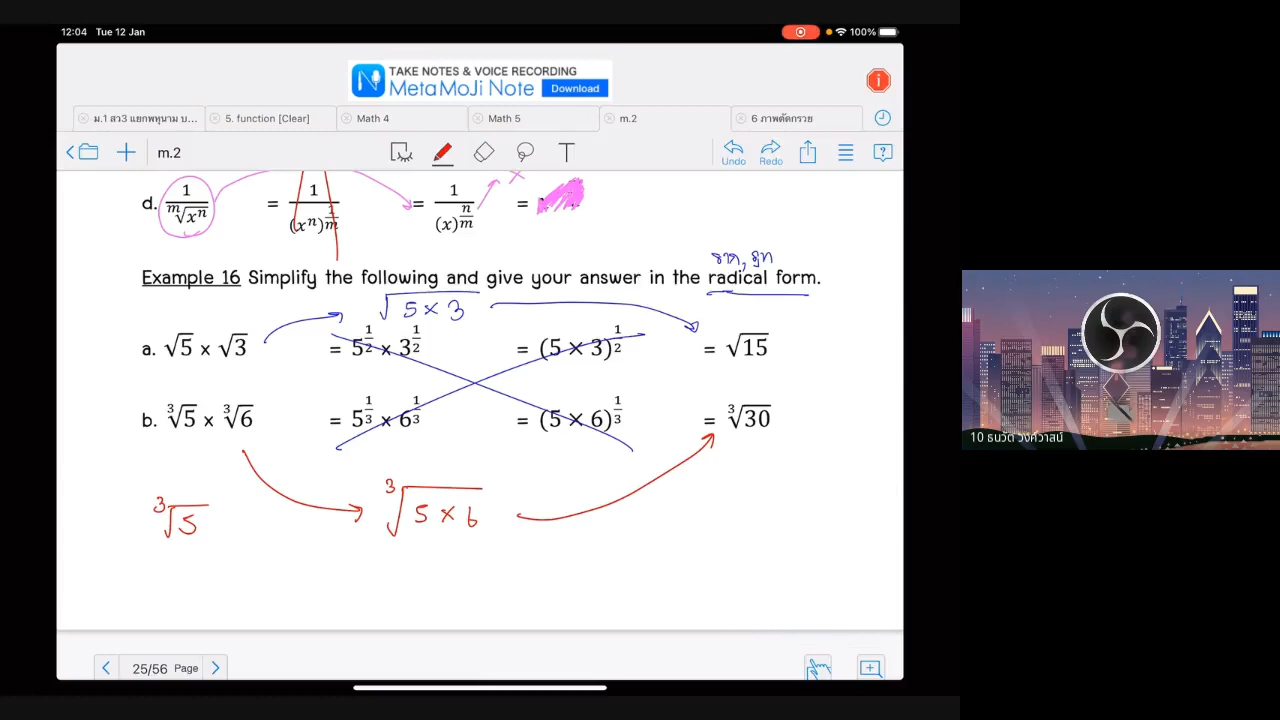 12:04 Tue 12 Jan 100%
TAKE NOTES & VOICE RECORDING
MetaMoJi Note Download
ม.1 สว3 แยกพหุนาม บ... 5. function [Clear] Math 4 Math 5 m.2 6 ภาพตัดกรวย
m.2 T Undo Redo
d. 1/ᵐ√xⁿ = 1/(xⁿ)^(1/m) = 1/(x)^(n/m) =
ราก, รูท
Example 16 Simplify the following and give your answer in the radical form.
√(5 × 3)
a. √5 × √3 = 5^(1/2) × 3^(1/2) = (5 × 3)^(1/2) = √15
b. ³√5 × ³√6 = 5^(1/3) × 6^(1/3) = (5 × 6)^(1/3) = ³√30
³√5 ³√(5 × 6)
10 ธนวัต วงศ์วาสน์
25/56 Page